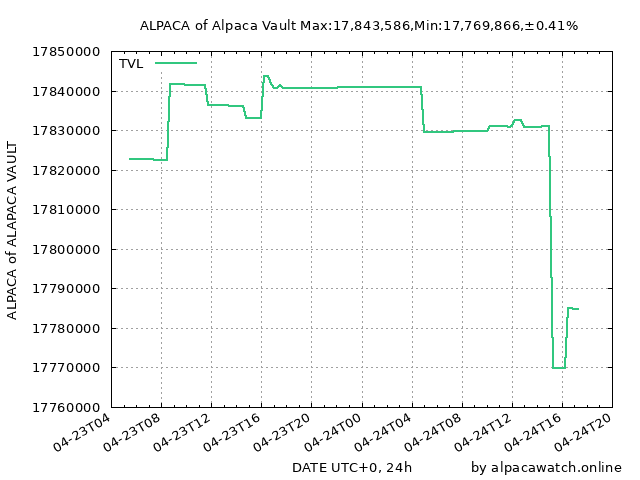 ALPACA of Alpaca Vault Max:17,843,586,Min:17,769,866,±0.41%
TVL
17850000
17840000
17830000
17820000
17810000
17800000
17790000
17780000
17770000
17760000
ALPACA of ALAPACA VAULT
04-23T04
04-23T08
04-23T12
04-23T16
04-23T20
04-24T00
04-24T04
04-24T08
04-24T12
04-24T16
04-24T20
DATE UTC+0, 24h
by alpacawatch.online